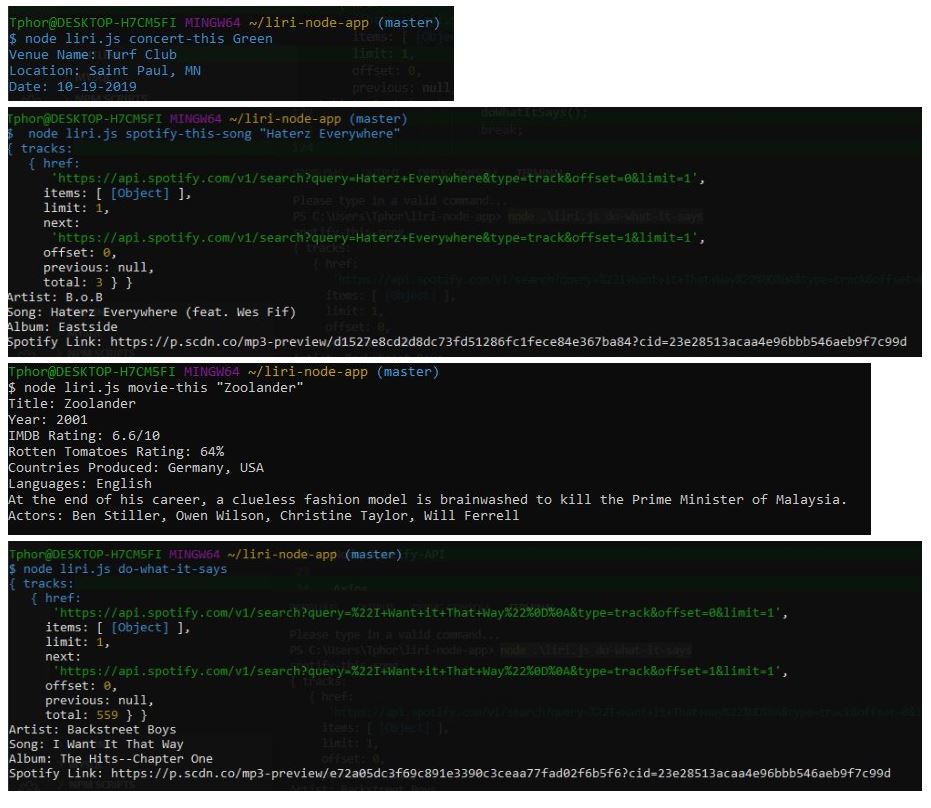 Tphor@DESKTOP-H7CM5FI MINGW64 ~/liri-node-app (master)
$ node liri.js concert-this Green
Venue Name: Turf Club
Location: Saint Paul, MN
Date: 10-19-2019
Tphor@DESKTOP-H7CM5FI MINGW64 ~/liri-node-app (master)
$  node liri.js spotify-this-song "Haterz Everywhere"
{ tracks:
   { href:
      'https://api.spotify.com/v1/search?query=Haterz+Everywhere&type=track&offset=0&limit=1',
     items: [ [Object] ],
     limit: 1,
     next:
      'https://api.spotify.com/v1/search?query=Haterz+Everywhere&type=track&offset=1&limit=1',
     offset: 0,
     previous: null,
     total: 3 } }
Artist: B.o.B
Song: Haterz Everywhere (feat. Wes Fif)
Album: Eastside
Spotify Link: https://p.scdn.co/mp3-preview/d1527e8cd2d8dc73fd51286fc1fece84e367ba84?cid=23e28513acaa4e96bbb546aeb9f7c99d
Tphor@DESKTOP-H7CM5FI MINGW64 ~/liri-node-app (master)
$ node liri.js movie-this "Zoolander"
Title: Zoolander
Year: 2001
IMDB Rating: 6.6/10
Rotten Tomatoes Rating: 64%
Countries Produced: Germany, USA
Languages: English
At the end of his career, a clueless fashion model is brainwashed to kill the Prime Minister of Malaysia.
Actors: Ben Stiller, Owen Wilson, Christine Taylor, Will Ferrell
Tphor@DESKTOP-H7CM5FI MINGW64 ~/liri-node-app (master)
$ node liri.js do-what-it-says
{ tracks:
   { href:
      'https://api.spotify.com/v1/search?query=%22I+Want+it+That+Way%22%0D%0A&type=track&offset=0&limit=1',
     items: [ [Object] ],
     limit: 1,
     next:
      'https://api.spotify.com/v1/search?query=%22I+Want+it+That+Way%22%0D%0A&type=track&offset=1&limit=1',
     offset: 0,
     previous: null,
     total: 559 } }
Artist: Backstreet Boys
Song: I Want It That Way
Album: The Hits--Chapter One
Spotify Link: https://p.scdn.co/mp3-preview/e72a05dc3f69c891e3390c3ceaa77fad02f6b5f6?cid=23e28513acaa4e96bbb546aeb9f7c99d